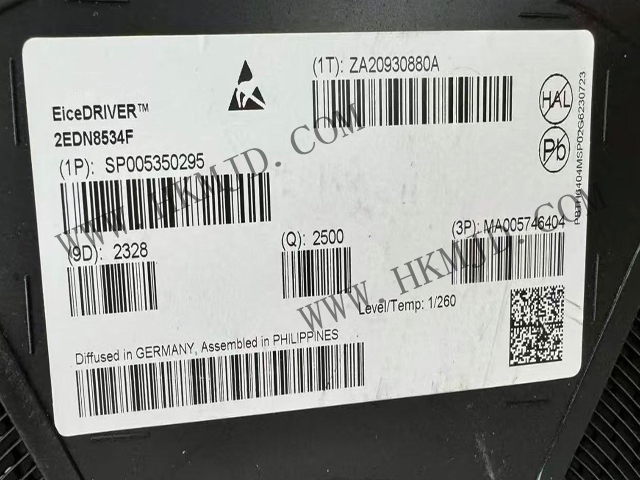 (1T): ZA20930880A
EiceDRIVER™
2EDN8534F
(1P): SP005350295
HAL
Pb
(9D): 2328
(Q): 2500
(3P): MA005746404
Level/Temp: 1/260
Diffused in GERMANY, Assembled in PHILIPPINES
WWW.HKMJD.COM
WWW.HKMJD.COM